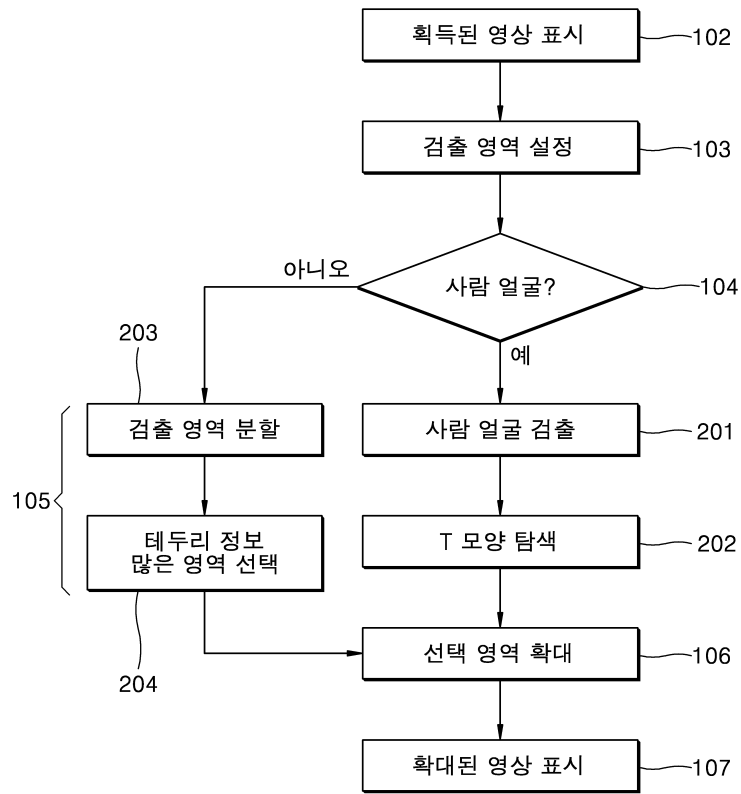 획득된 영상 표시
102
검출 영역 설정
103
사람 얼굴?
104
아니오
예
203
검출 영역 분할
사람 얼굴 검출
201
105
테두리 정보
많은 영역 선택
T 모양 탐색
202
204
선택 영역 확대
106
확대된 영상 표시
107